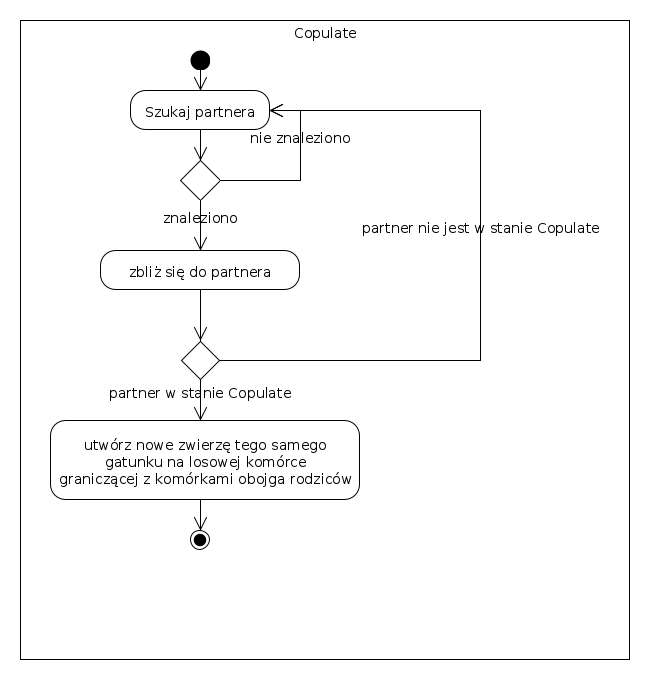 Copulate
Szukaj partnera
nie znaleziono
znaleziono
partner nie jest w stanie Copulate
zbliż się do partnera
partner w stanie Copulate
utwórz nowe zwierzę tego samego
gatunku na losowej komórce
graniczącej z komórkami obojga rodziców